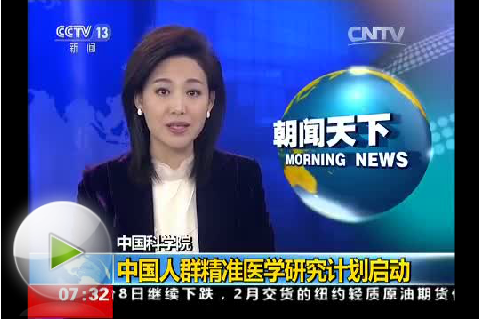 CCTV 13
新闻
CNTV
朝闻天下
MORNING NEWS
中国科学院
中国人群精准医学研究计划启动
07:32
8日继续下跌，2月交货的纽约轻质原油期货